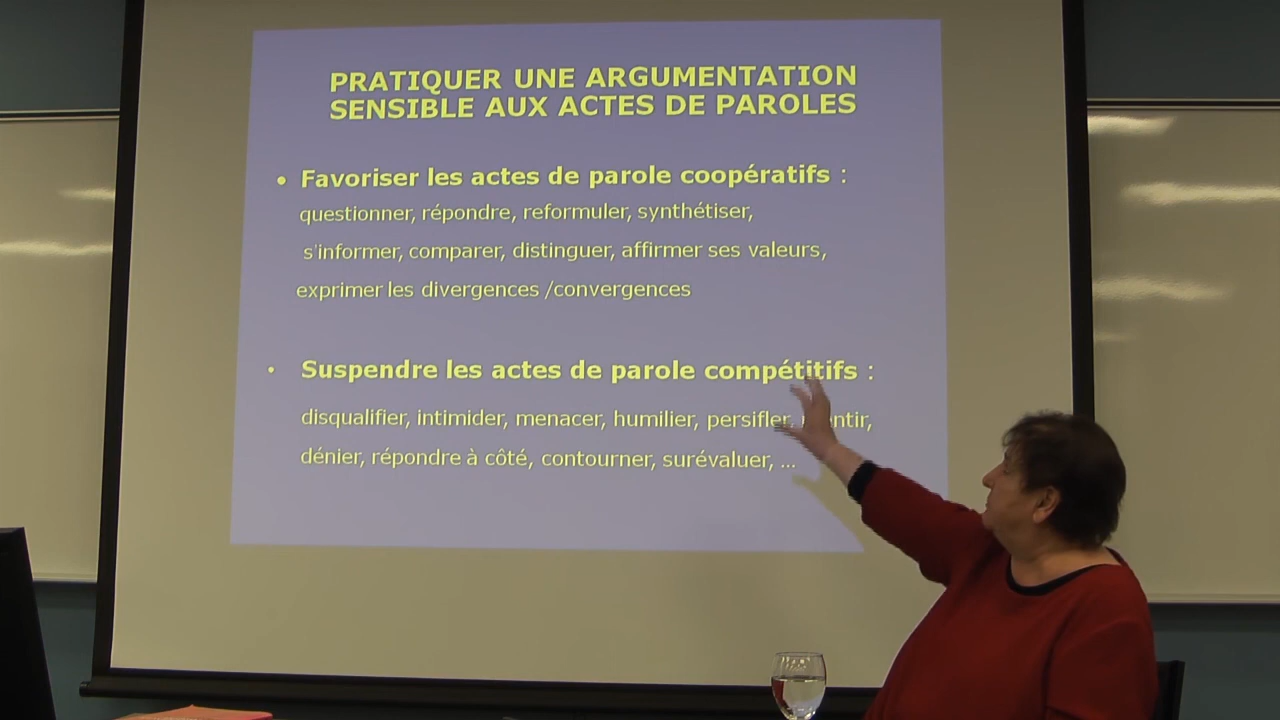 PRATIQUER UNE ARGUMENTATION
SENSIBLE AUX ACTES DE PAROLES
• Favoriser les actes de parole coopératifs :
questionner, répondre, reformuler, synthétiser,
s'informer, comparer, distinguer, affirmer ses valeurs,
exprimer les divergences /convergences
• Suspendre les actes de parole compétitifs :
disqualifier, intimider, menacer, humilier, persifler, mentir,
dénier, répondre à côté, contourner, surévaluer, ...